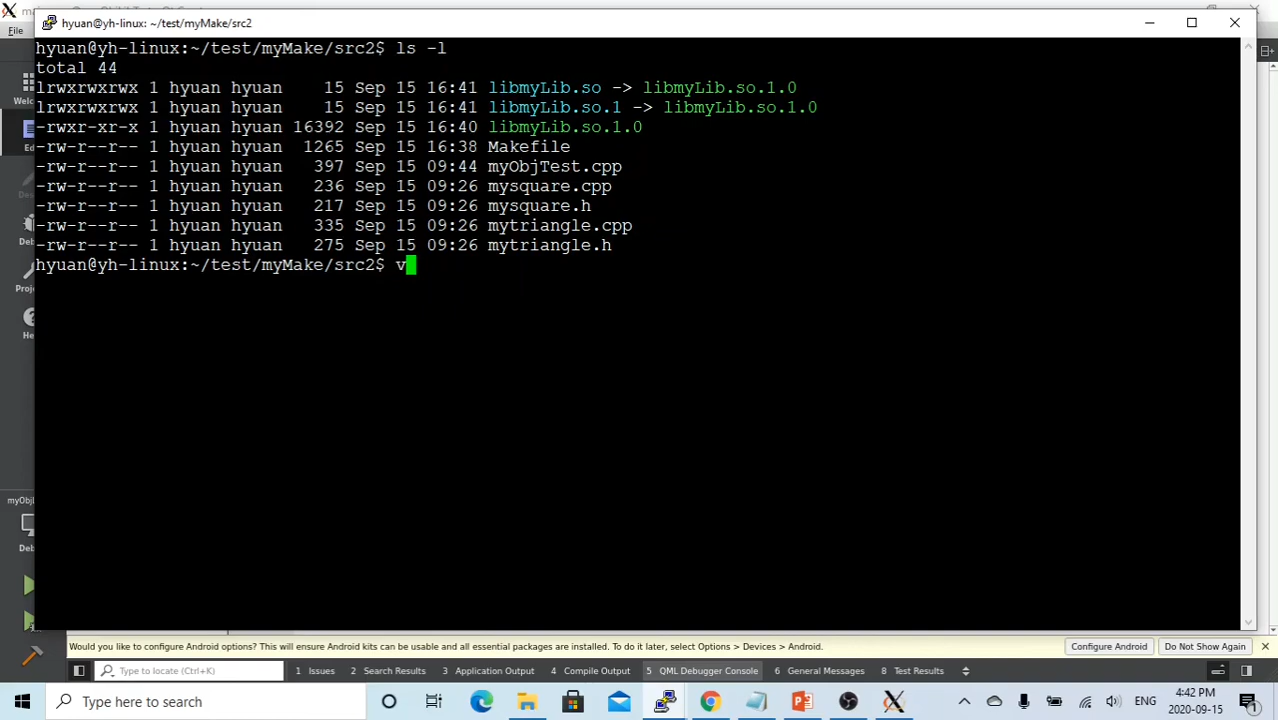 hyuan@yh-linux: ~/test/myMake/src2
File
hyuan@yh-linux:~/test/myMake/src2$ ls -l
total 44
lrwxrwxrwx 1 hyuan hyuan    15 Sep 15 16:41 libmyLib.so -> libmyLib.so.1.0
lrwxrwxrwx 1 hyuan hyuan    15 Sep 15 16:41 libmyLib.so.1 -> libmyLib.so.1.0
-rwxr-xr-x 1 hyuan hyuan 16392 Sep 15 16:40 libmyLib.so.1.0
-rw-r--r-- 1 hyuan hyuan  1265 Sep 15 16:38 Makefile
-rw-r--r-- 1 hyuan hyuan   397 Sep 15 09:44 myObjTest.cpp
-rw-r--r-- 1 hyuan hyuan   236 Sep 15 09:26 mysquare.cpp
-rw-r--r-- 1 hyuan hyuan   217 Sep 15 09:26 mysquare.h
-rw-r--r-- 1 hyuan hyuan   335 Sep 15 09:26 mytriangle.cpp
-rw-r--r-- 1 hyuan hyuan   275 Sep 15 09:26 mytriangle.h
hyuan@yh-linux:~/test/myMake/src2$ v
Would you like to configure Android options? This will ensure Android kits can be usable and all essential packages are installed. To do it later, select Options > Devices > Android.
Configure Android
Do Not Show Again
Type to locate (Ctrl+K)
1 Issues
2 Search Results
3 Application Output
4 Compile Output
5 QML Debugger Console
6 General Messages
8 Test Results
Type here to search
ENG
4:42 PM
2020-09-15